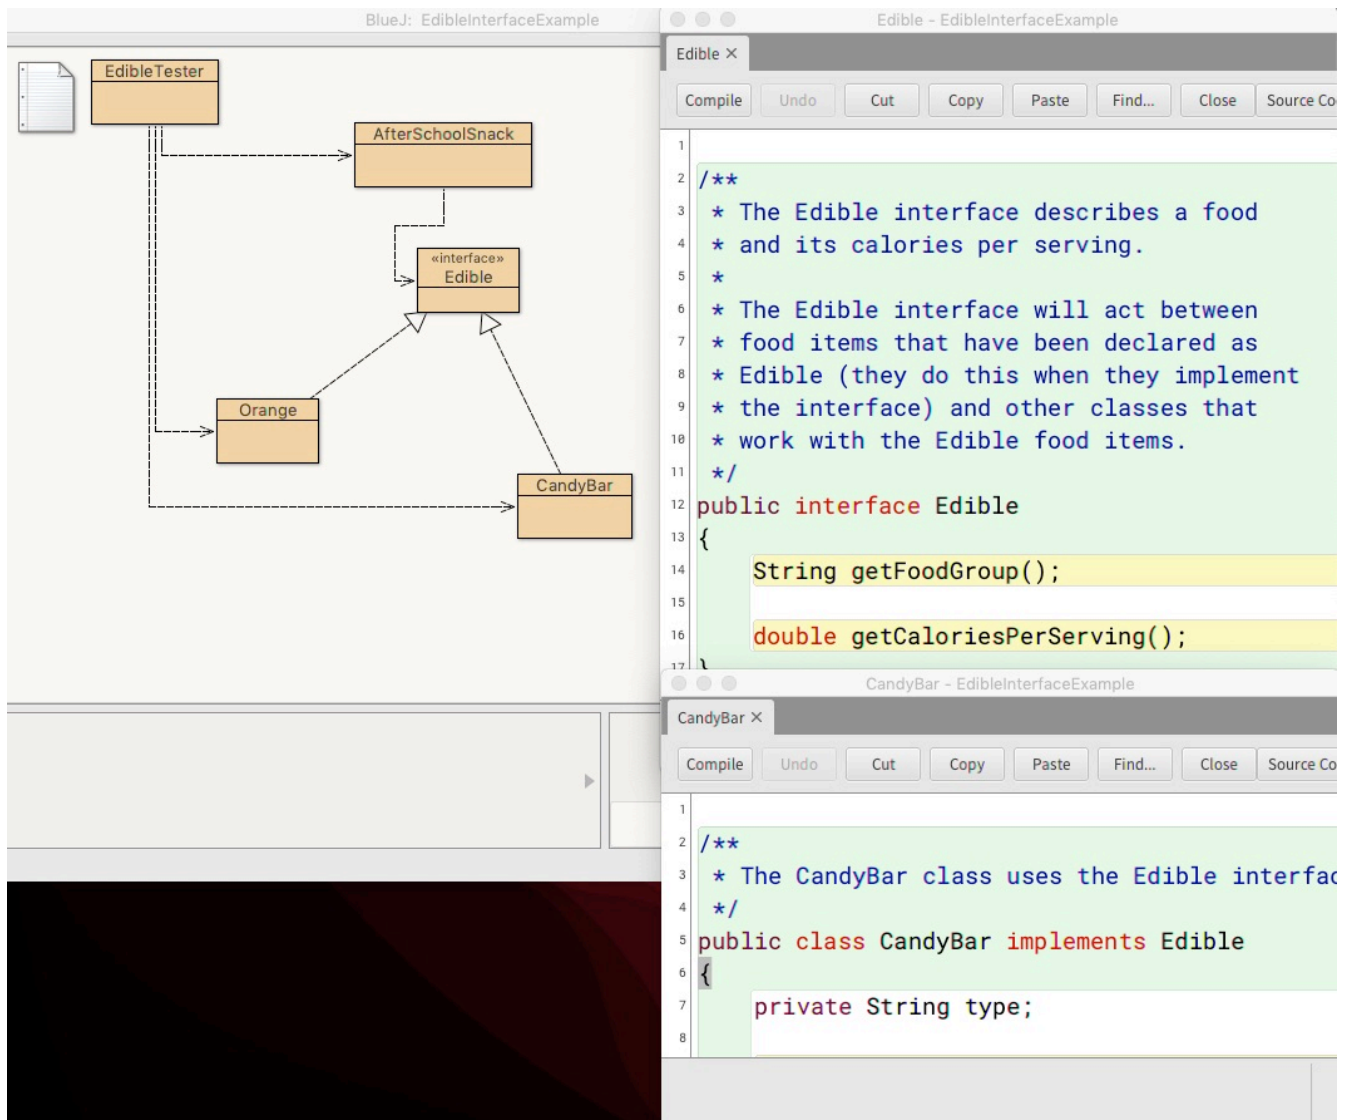 BlueJ: EdibleInterfaceExample
EdibleTester
AfterSchoolSnack
«interface»
Edible
Orange
CandyBar
Edible - EdibleInterfaceExample
Edible ×
Compile Undo Cut Copy Paste Find... Close Source Co
1
2 /**
3 * The Edible interface describes a food
4 * and its calories per serving.
5 *
6 * The Edible interface will act between
7 * food items that have been declared as
8 * Edible (they do this when they implement
9 * the interface) and other classes that
10 * work with the Edible food items.
11 */
12 public interface Edible
13 {
14 String getFoodGroup();
15
16 double getCaloriesPerServing();
17 }
CandyBar - EdibleInterfaceExample
CandyBar ×
Compile Undo Cut Copy Paste Find... Close Source Co
1
2 /**
3 * The CandyBar class uses the Edible interfac
4 */
5 public class CandyBar implements Edible
6 {
7 private String type;
8